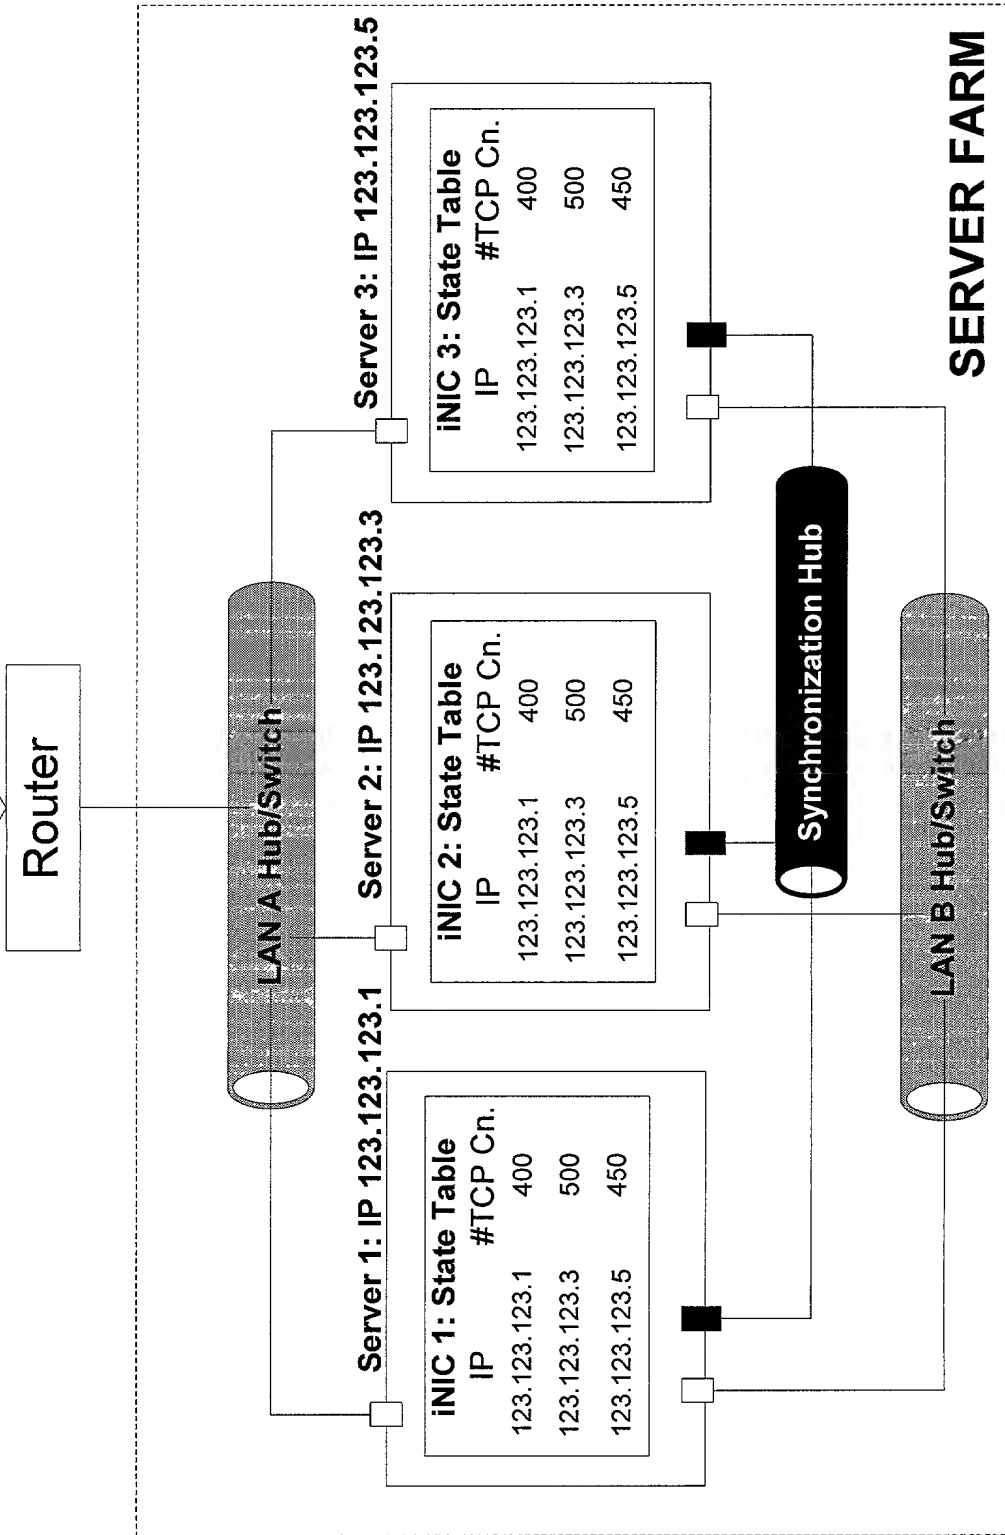 Router
LAN A Hub/Switch
Server 1: IP 123.123.123.1
iNIC 1: State Table
IP #TCP Cn.
123.123.123.1 400
123.123.123.3 500
123.123.123.5 450
Server 2: IP 123.123.123.3
iNIC 2: State Table
IP #TCP Cn.
123.123.123.1 400
123.123.123.3 500
123.123.123.5 450
Server 3: IP 123.123.123.5
iNIC 3: State Table
IP #TCP Cn.
123.123.123.1 400
123.123.123.3 500
123.123.123.5 450
Synchronization Hub
LAN B Hub/Switch
SERVER FARM